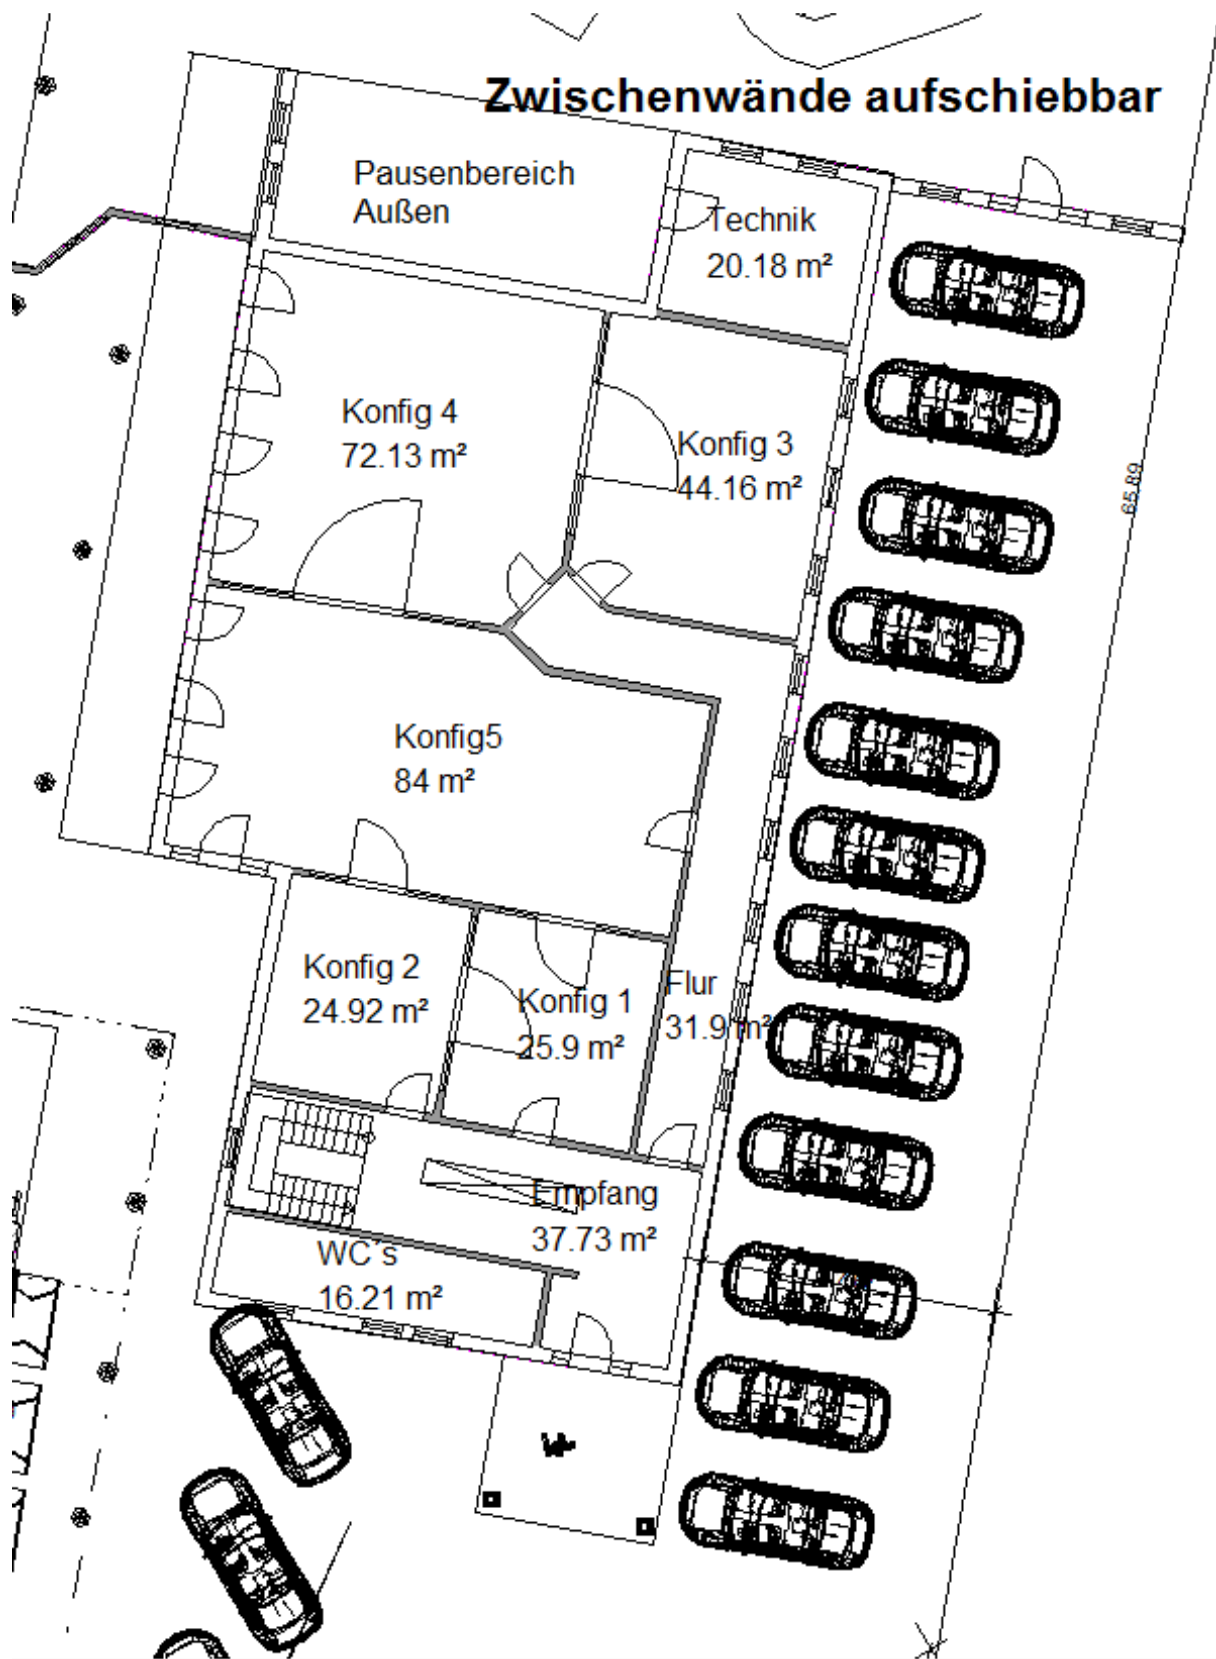 Zwischenwände aufschiebbar
Pausenbereich
Außen
Technik
20.18 m²
Konfig 4
72.13 m²
Konfig 3
44.16 m²
65.89
Konfig5
84 m²
Konfig 2
24.92 m²
Konfig 1
25.9 m²
Flur
31.9 m²
Empfang
37.73 m²
WC´s
16.21 m²